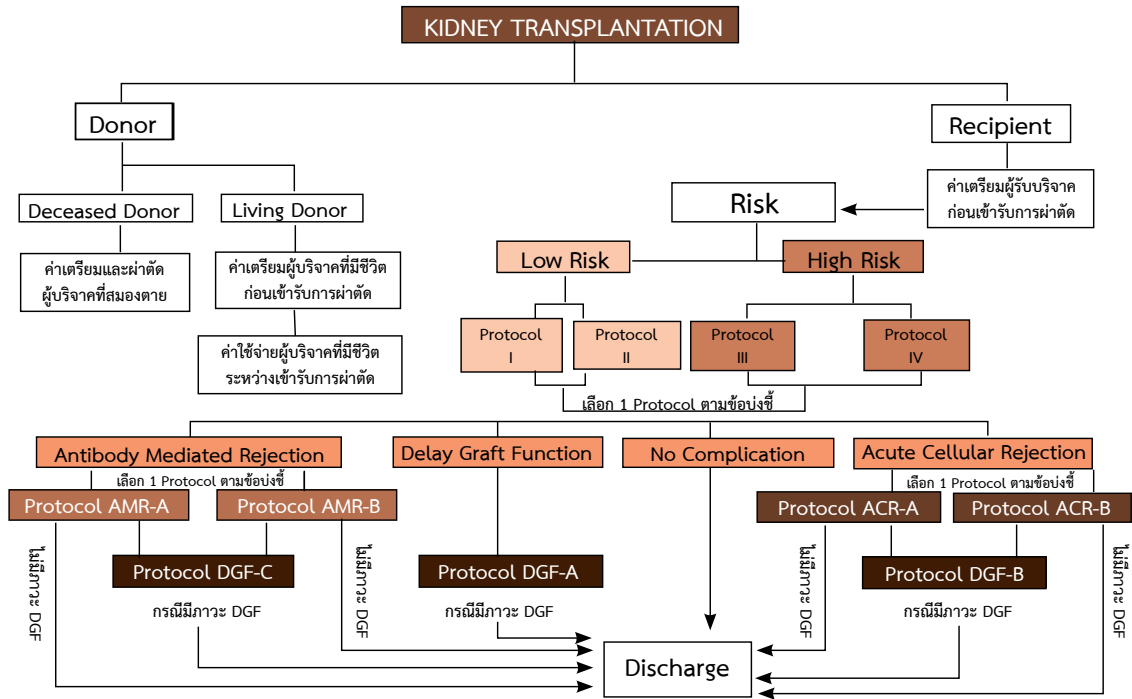 KIDNEY TRANSPLANTATION
Donor
Recipient
Deceased Donor
Living Donor
Risk
ค่าเตรียมผู้รับบริจาค
ก่อนเข้ารับการผ่าตัด
ค่าเตรียมและผ่าตัด
ผู้บริจาคที่สมองตาย
ค่าเตรียมผู้บริจาคที่มีชีวิต
ก่อนเข้ารับการผ่าตัด
Low Risk
High Risk
ค่าใช้จ่ายผู้บริจาคที่มีชีวิต
ระหว่างเข้ารับการผ่าตัด
Protocol
I
Protocol
II
Protocol
III
Protocol
IV
เลือก 1 Protocol ตามข้อบ่งชี้
Antibody Mediated Rejection
Delay Graft Function
No Complication
Acute Cellular Rejection
เลือก 1 Protocol ตามข้อบ่งชี้
เลือก 1 Protocol ตามข้อบ่งชี้
Protocol AMR-A
Protocol AMR-B
Protocol ACR-A
Protocol ACR-B
ไม่มีภาวะ DGF
Protocol DGF-C
ไม่มีภาวะ DGF
Protocol DGF-A
ไม่มีภาวะ DGF
Protocol DGF-B
ไม่มีภาวะ DGF
กรณีมีภาวะ DGF
กรณีมีภาวะ DGF
กรณีมีภาวะ DGF
Discharge